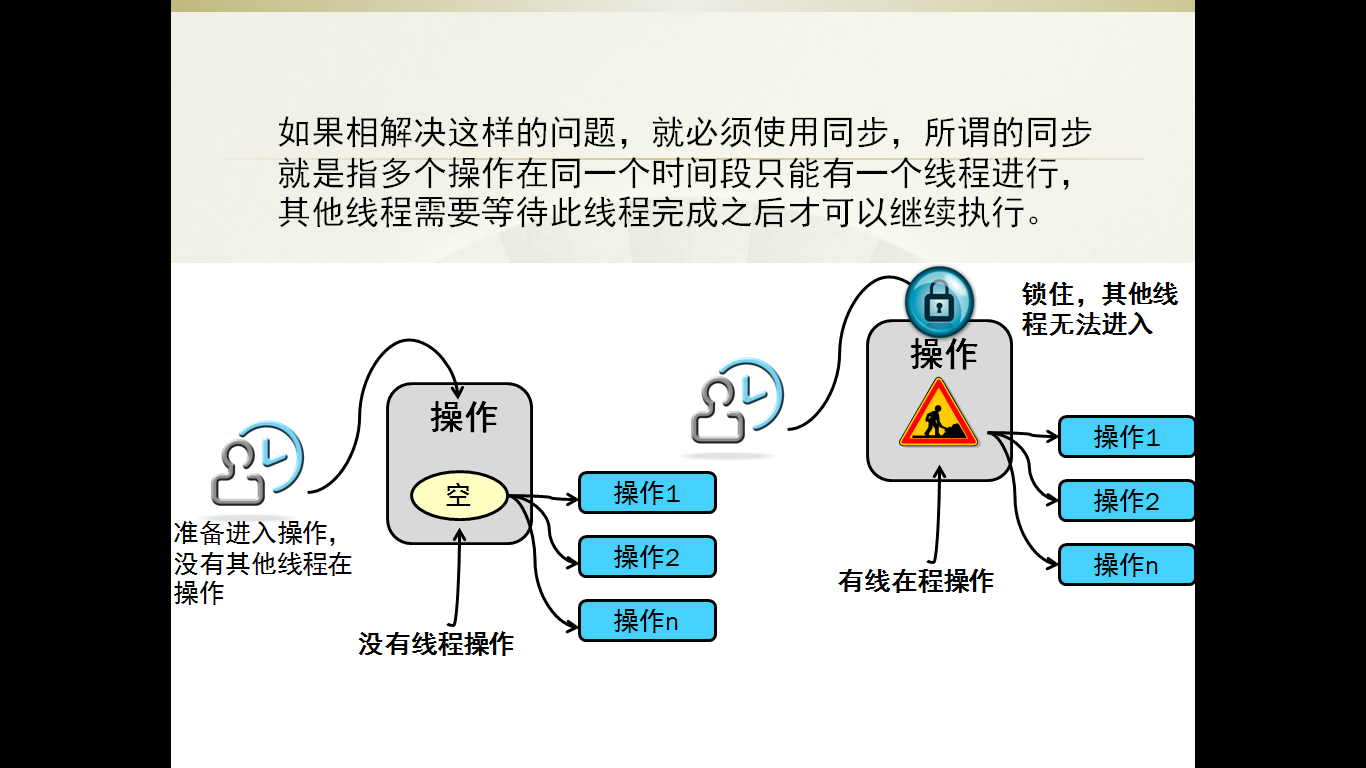 如果相解决这样的问题，就必须使用同步，所谓的同步
就是指多个操作在同一个时间段只能有一个线程进行，
其他线程需要等待此线程完成之后才可以继续执行。
操作
空
操作1
操作2
操作n
准备进入操作，
没有其他线程在
操作
没有线程操作
锁住，其他线
程无法进入
操作
操作1
操作2
操作n
有线在程操作